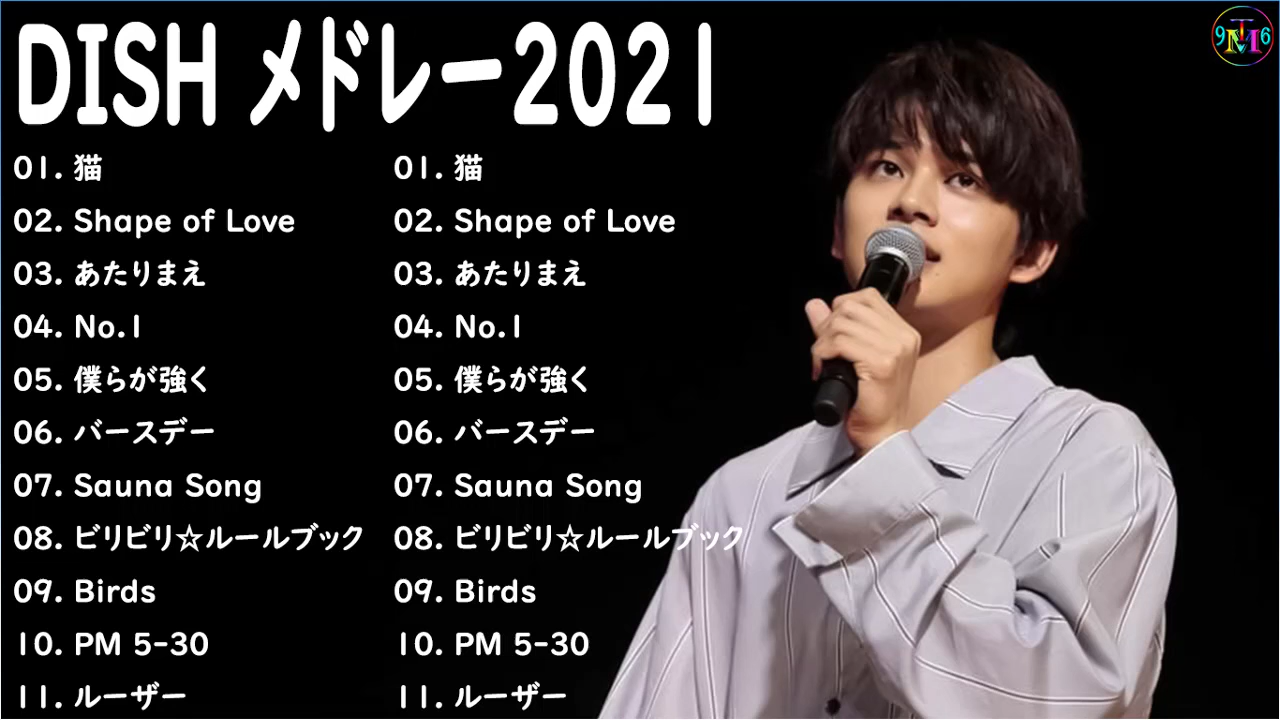 DISH メドレー2021
01. 猫
02. Shape of Love
03. あたりまえ
04. No.1
05. 僕らが強く
06. バースデー
07. Sauna Song
08. ビリビリ☆ルールブック
09. Birds
10. PM 5-30
11. ルーザー
01. 猫
02. Shape of Love
03. あたりまえ
04. No.1
05. 僕らが強く
06. バースデー
07. Sauna Song
08. ビリビリ☆ルールブック
09. Birds
10. PM 5-30
11. ルーザー
9TM6